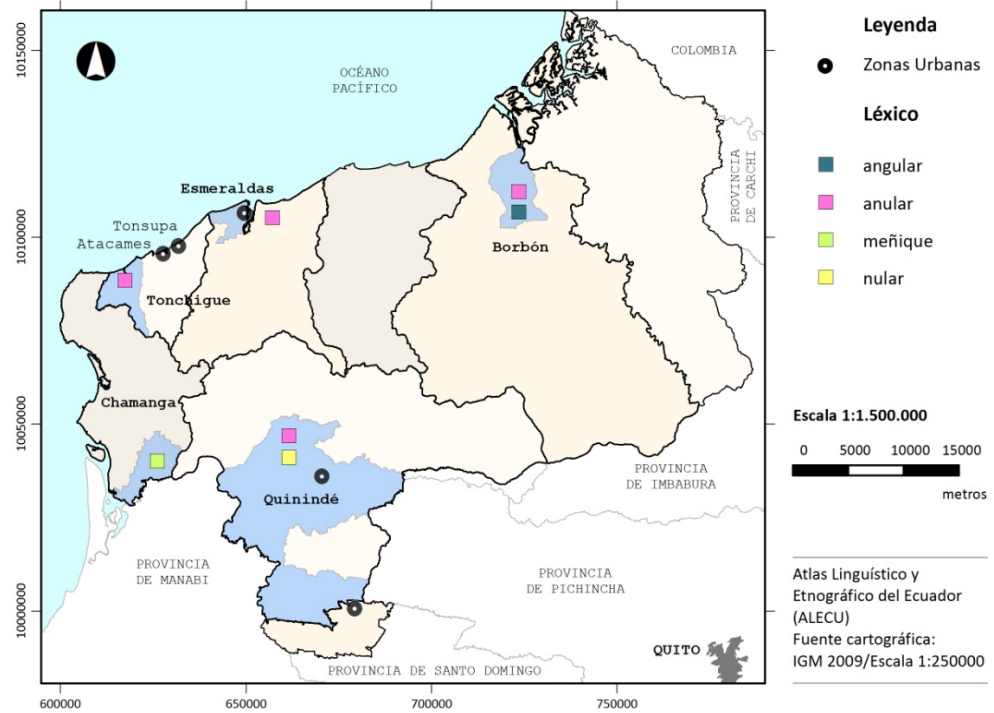 10150000
10100000
10050000
10000000
600000
650000
700000
750000
OCÉANO
PACÍFICO
COLOMBIA
PROVINCIA
DE CARCHI
Esmeraldas
Tonsupa
Atacames
Tonchigue
Borbón
Chamanga
Quinindé
PROVINCIA
DE IMBABURA
PROVINCIA
DE MANABI
PROVINCIA
DE PICHINCHA
QUITO
PROVINCIA DE SANTO DOMINGO
Leyenda
Zonas Urbanas
Léxico
angular
anular
meñique
nular
Escala 1:1.500.000
0 5000 10000 15000
metros
Atlas Linguístico y
Etnográfico del Ecuador
(ALECU)
Fuente cartográfica:
IGM 2009/Escala 1:250000